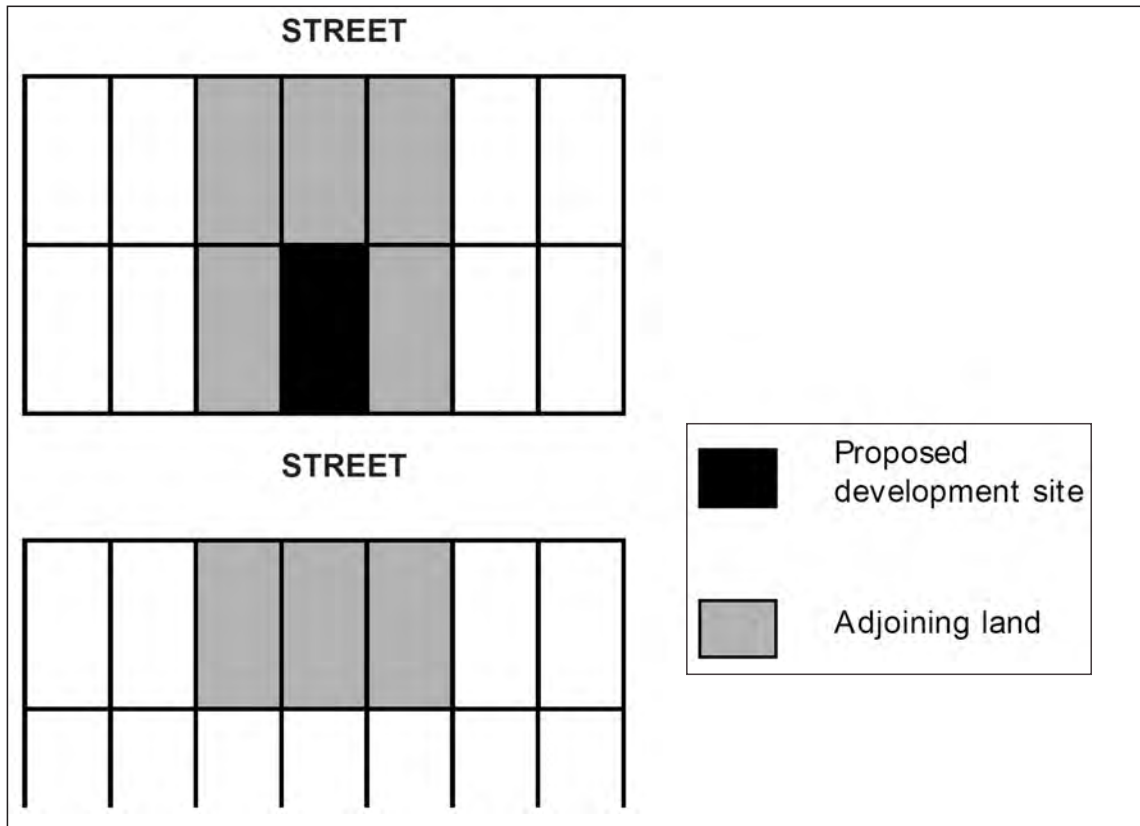 STREET
STREET
Proposed
development site
Adjoining land